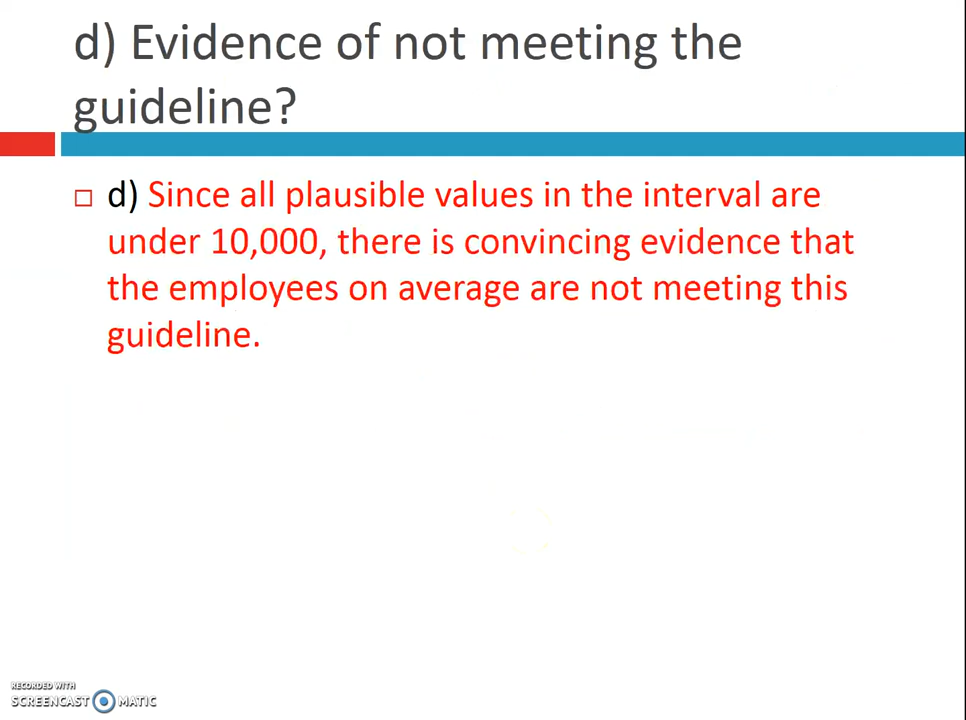 d) Evidence of not meeting the
guideline?
d) Since all plausible values in the interval are
under 10,000, there is convincing evidence that
the employees on average are not meeting this
guideline.
RECORDED WITH
SCREENCAST MATIC